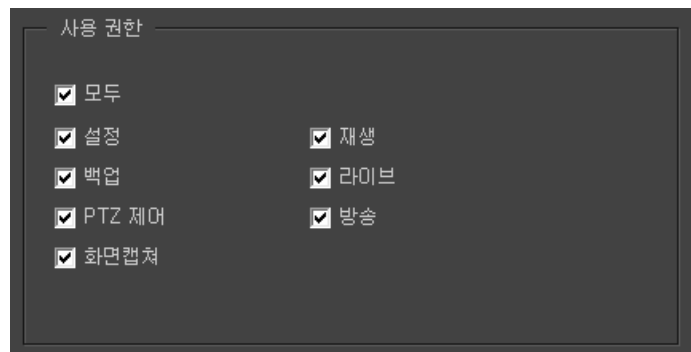 사용 권한
모두
설정 재생
백업 라이브
PTZ 제어 방송
화면캡쳐